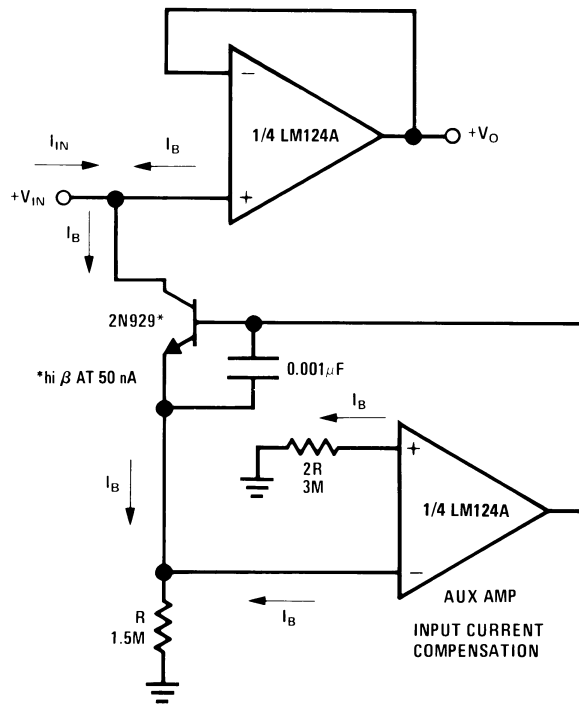 −
1/4 LM124A
+V_O
I_IN
I_B
+V_IN
+
I_B
2N929*
0.001μF
*hi β AT 50 nA
I_B
+
2R
3M
1/4 LM124A
I_B
−
I_B
R
1.5M
AUX AMP
INPUT CURRENT
COMPENSATION